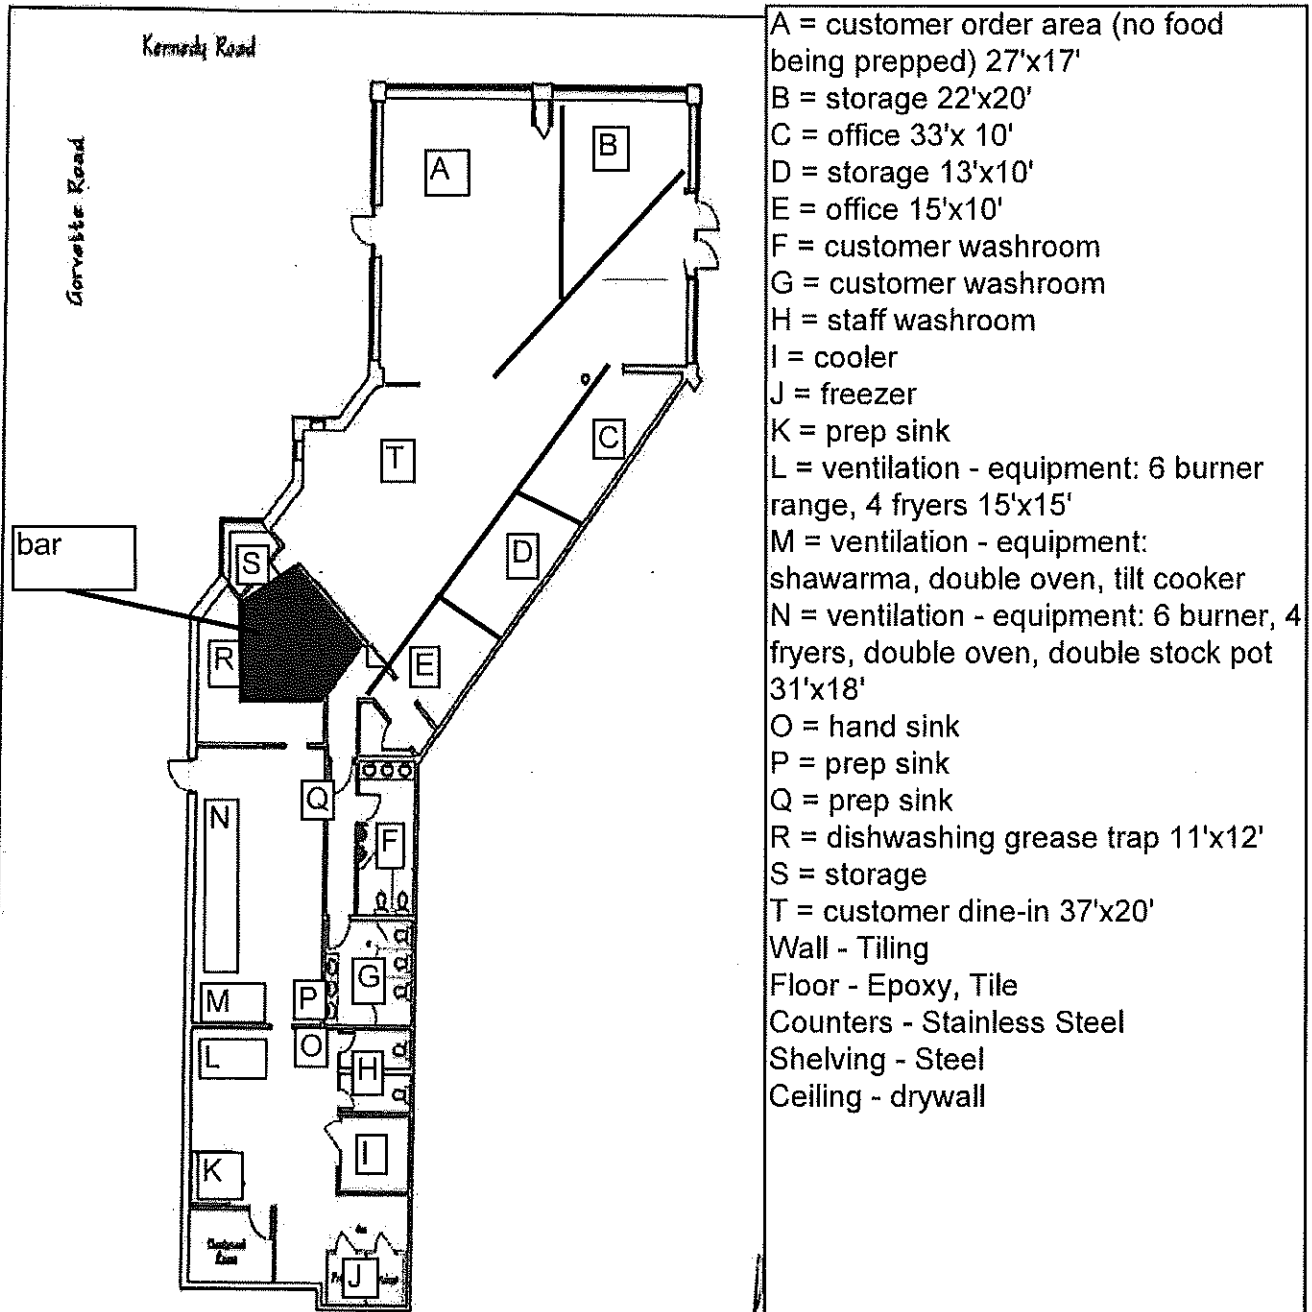 Kennedy Road
Corvette Road
A
B
C
T
bar
S
D
R
E
N
Q
F
M
P
G
L
O
H
K
I
J
A = customer order area (no food
being prepped) 27'x17'
B = storage 22'x20'
C = office 33'x 10'
D = storage 13'x10'
E = office 15'x10'
F = customer washroom
G = customer washroom
H = staff washroom
I = cooler
J = freezer
K = prep sink
L = ventilation - equipment: 6 burner
range, 4 fryers 15'x15'
M = ventilation - equipment:
shawarma, double oven, tilt cooker
N = ventilation - equipment: 6 burner, 4
fryers, double oven, double stock pot
31'x18'
O = hand sink
P = prep sink
Q = prep sink
R = dishwashing grease trap 11'x12'
S = storage
T = customer dine-in 37'x20'
Wall - Tiling
Floor - Epoxy, Tile
Counters - Stainless Steel
Shelving - Steel
Ceiling - drywall